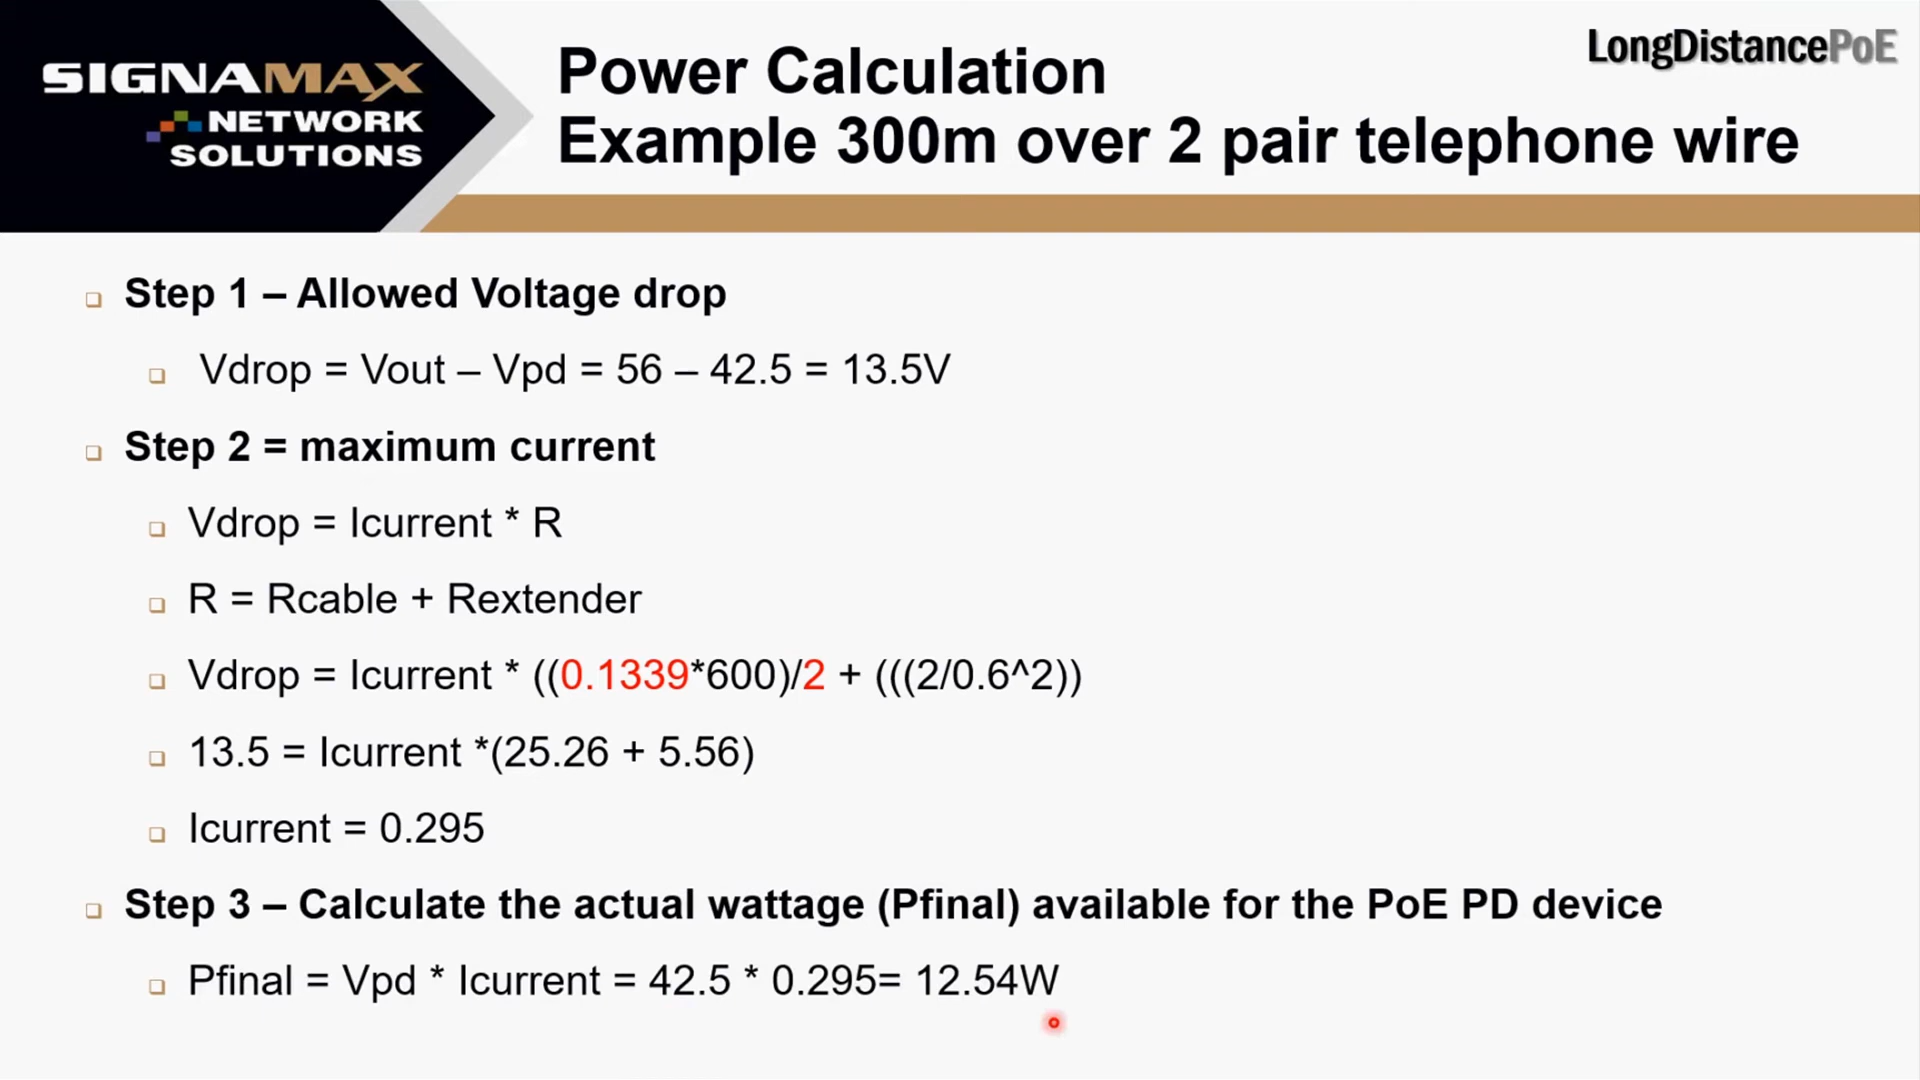 SIGNAMAX
NETWORK
SOLUTIONS
LongDistancePoE
Power Calculation
Example 300m over 2 pair telephone wire
Step 1 – Allowed Voltage drop
Vdrop = Vout – Vpd = 56 – 42.5 = 13.5V
Step 2 = maximum current
Vdrop = Icurrent * R
R = Rcable + Rextender
Vdrop = Icurrent * ((0.1339*600)/2 + (((2/0.6^2))
13.5 = Icurrent *(25.26 + 5.56)
Icurrent = 0.295
Step 3 – Calculate the actual wattage (Pfinal) available for the PoE PD device
Pfinal = Vpd * Icurrent = 42.5 * 0.295= 12.54W